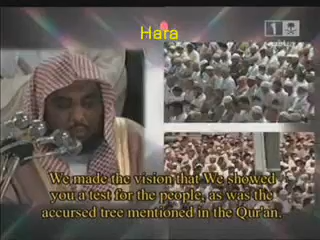 Hara
1
We made the vision that We showed
you a test for the people, as was the
accursed tree mentioned in the Qur'an.